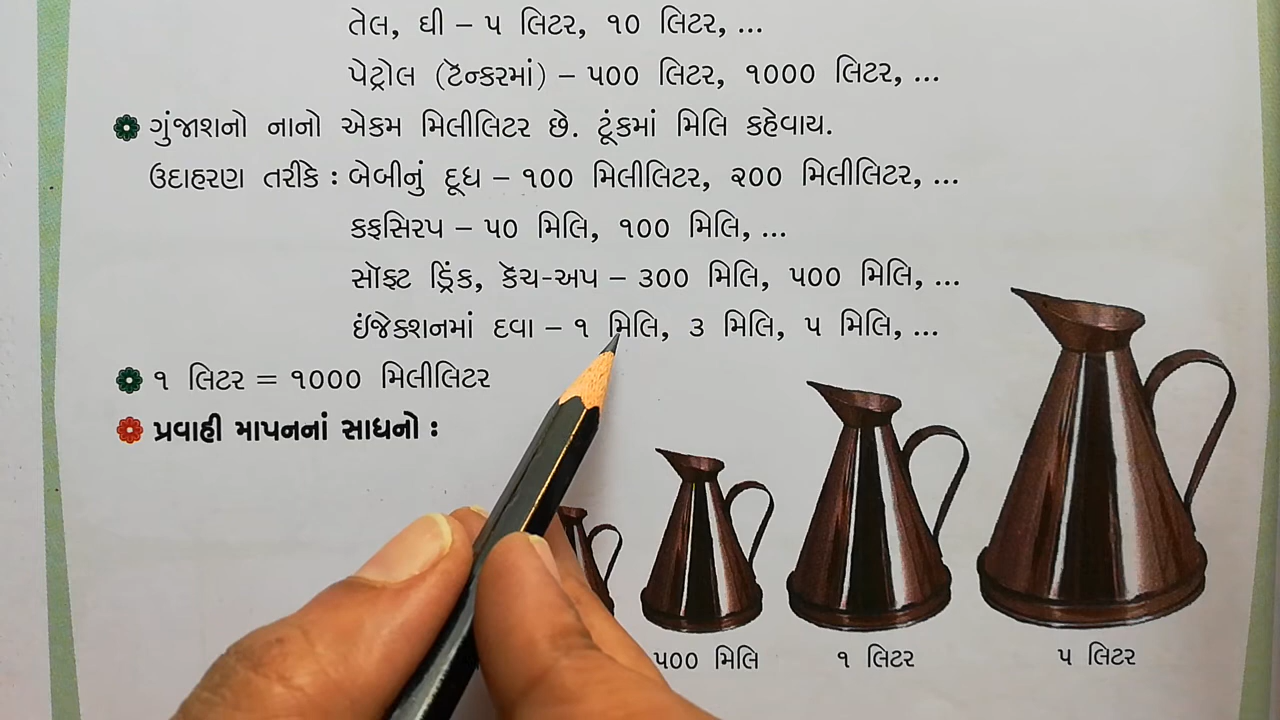 તેલ, ઘી – ૫ લિટર, ૧૦ લિટર, ...
પેટ્રોલ (ટૅન્કરમાં) – ૫૦૦ લિટર, ૧૦૦૦ લિટર, ...
ગુંજાશનો નાનો એકમ મિલીલિટર છે. ટૂંકમાં મિલિ કહેવાય.
ઉદાહરણ તરીકે : બેબીનું દૂધ – ૧૦૦ મિલીલિટર, ૨૦૦ મિલીલિટર, ...
કફસિરપ – ૫૦ મિલિ, ૧૦૦ મિલિ, ...
સૉફ્ટ ડ્રિંક, કૅચ-અપ – ૩૦૦ મિલિ, ૫૦૦ મિલિ, ...
ઈંજેક્શનમાં દવા – ૧ મિલિ, ૩ મિલિ, ૫ મિલિ, ...
૧ લિટર = ૧૦૦૦ મિલીલિટર
પ્રવાહી માપનનાં સાધનો :
૫૦૦ મિલિ ૧ લિટર ૫ લિટર